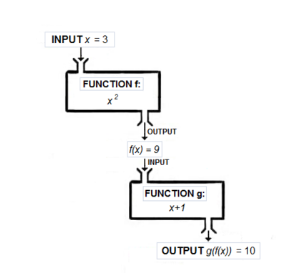 INPUT x = 3
FUNCTION f:
x²
OUTPUT
f(x) = 9
INPUT
FUNCTION g:
x+1
OUTPUT g(f(x)) = 10